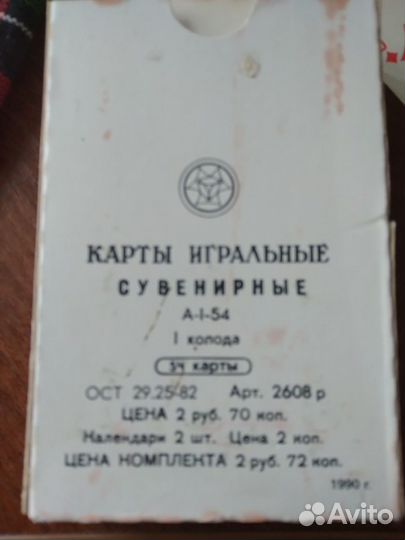 КАРТЫ ИГРАЛЬНЫЕ
СУВЕНИРНЫЕ
А-I-54
I колода
54 карты
ОСТ 29.25-82 Арт. 2608 р
ЦЕНА 2 руб. 70 коп.
Календари 2 шт. Цена 2 коп.
ЦЕНА КОМПЛЕКТА 2 руб. 72 коп.
1990 г.
Avito